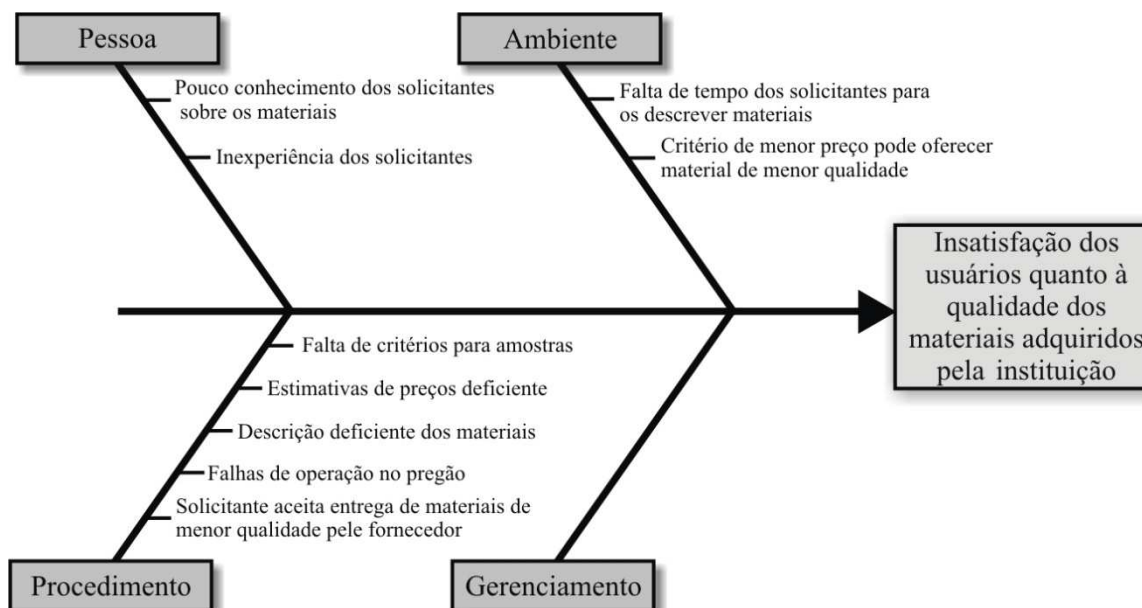 Pessoa
Ambiente
Pouco conhecimento dos solicitantes
sobre os materiais
Inexperiência dos solicitantes
Falta de tempo dos solicitantes para
os descrever materiais
Critério de menor preço pode oferecer
material de menor qualidade
Insatisfação dos
usuários quanto à
qualidade dos
materiais adquiridos
pela instituição
Falta de critérios para amostras
Estimativas de preços deficiente
Descrição deficiente dos materiais
Falhas de operação no pregão
Solicitante aceita entrega de materiais de
menor qualidade pele fornecedor
Procedimento
Gerenciamento